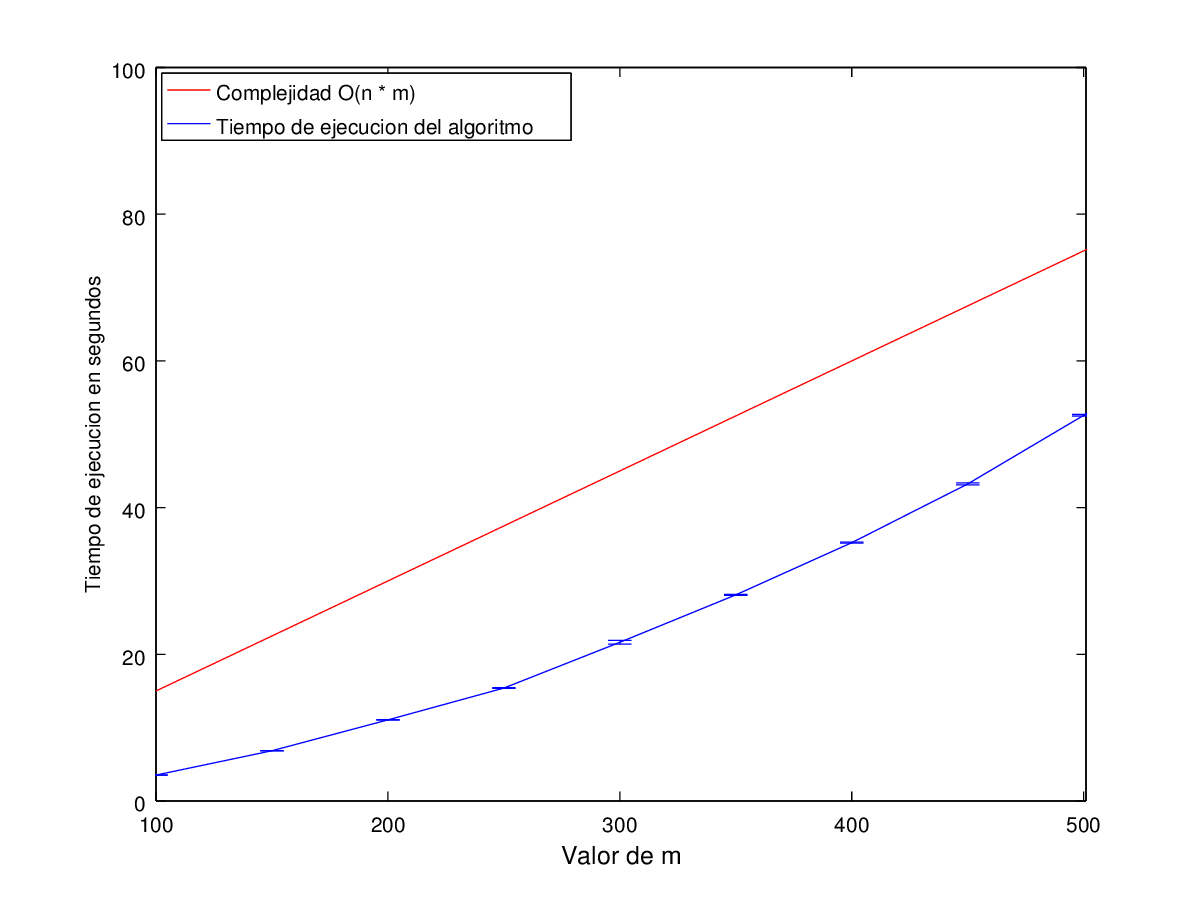 100
80
60
40
20
0
Complejidad O(n * m)
Tiempo de ejecucion del algoritmo
Tiempo de ejecucion en segundos
100 200 300 400 500
Valor de m